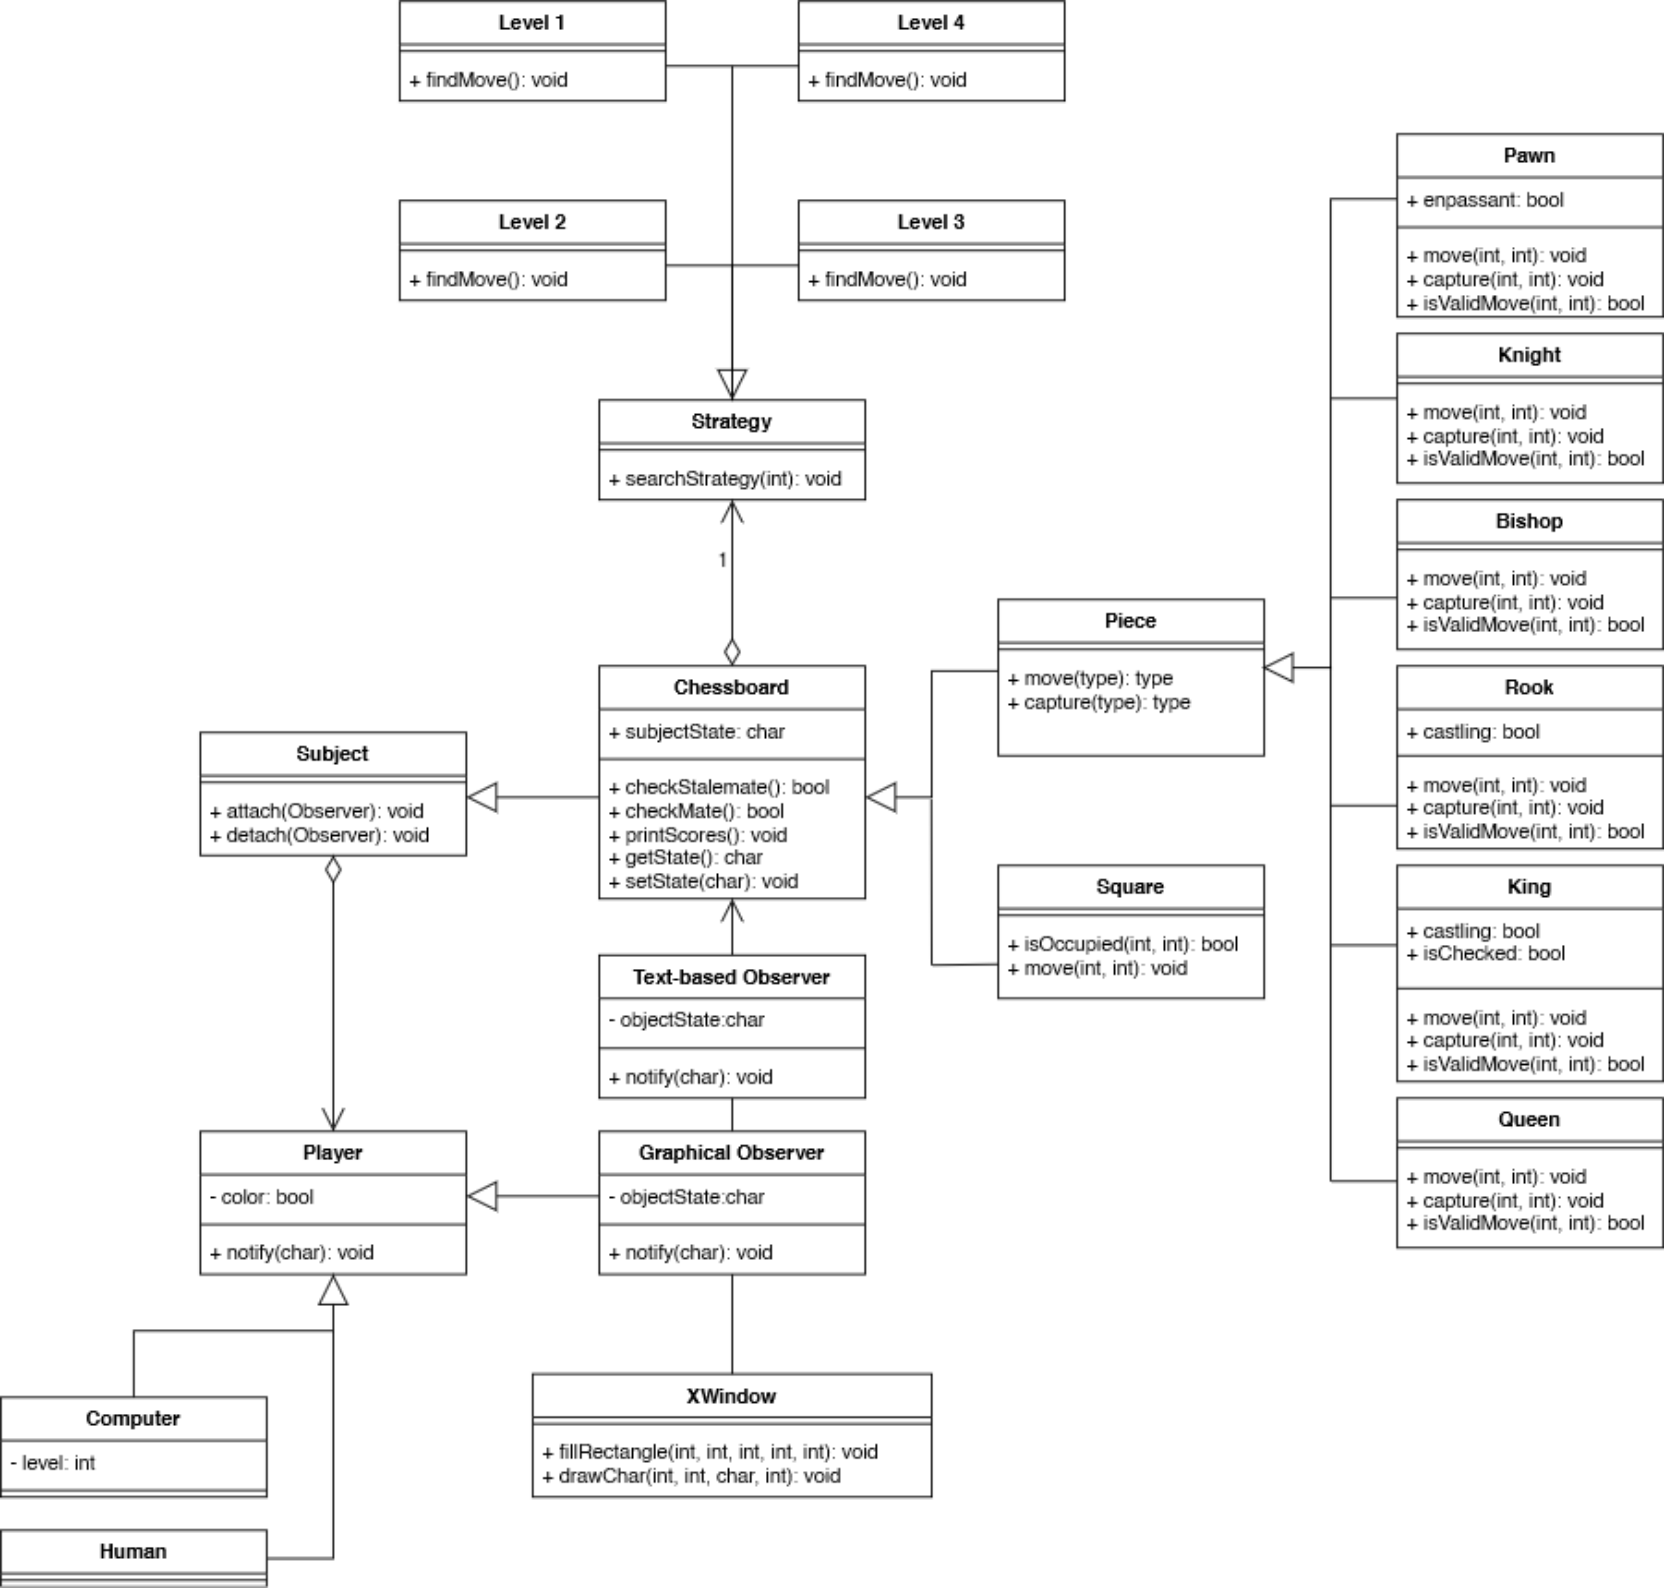 Level 1
+ findMove(): void
Level 4
+ findMove(): void
Level 2
+ findMove(): void
Level 3
+ findMove(): void
Strategy
+ searchStrategy(int): void
1
Chessboard
+ subjectState: char
+ checkStalemate(): bool
+ checkMate(): bool
+ printScores(): void
+ getState(): char
+ setState(char): void
Subject
+ attach(Observer): void
+ detach(Observer): void
Text-based Observer
- objectState:char
+ notify(char): void
Player
- color: bool
+ notify(char): void
Graphical Observer
- objectState:char
+ notify(char): void
Computer
- level: int
Human
XWindow
+ fillRectangle(int, int, int, int, int): void
+ drawChar(int, int, char, int): void
Piece
+ move(type): type
+ capture(type): type
Square
+ isOccupied(int, int): bool
+ move(int, int): void
Pawn
+ enpassant: bool
+ move(int, int): void
+ capture(int, int): void
+ isValidMove(int, int): bool
Knight
+ move(int, int): void
+ capture(int, int): void
+ isValidMove(int, int): bool
Bishop
+ move(int, int): void
+ capture(int, int): void
+ isValidMove(int, int): bool
Rook
+ castling: bool
+ move(int, int): void
+ capture(int, int): void
+ isValidMove(int, int): bool
King
+ castling: bool
+ isChecked: bool
+ move(int, int): void
+ capture(int, int): void
+ isValidMove(int, int): bool
Queen
+ move(int, int): void
+ capture(int, int): void
+ isValidMove(int, int): bool